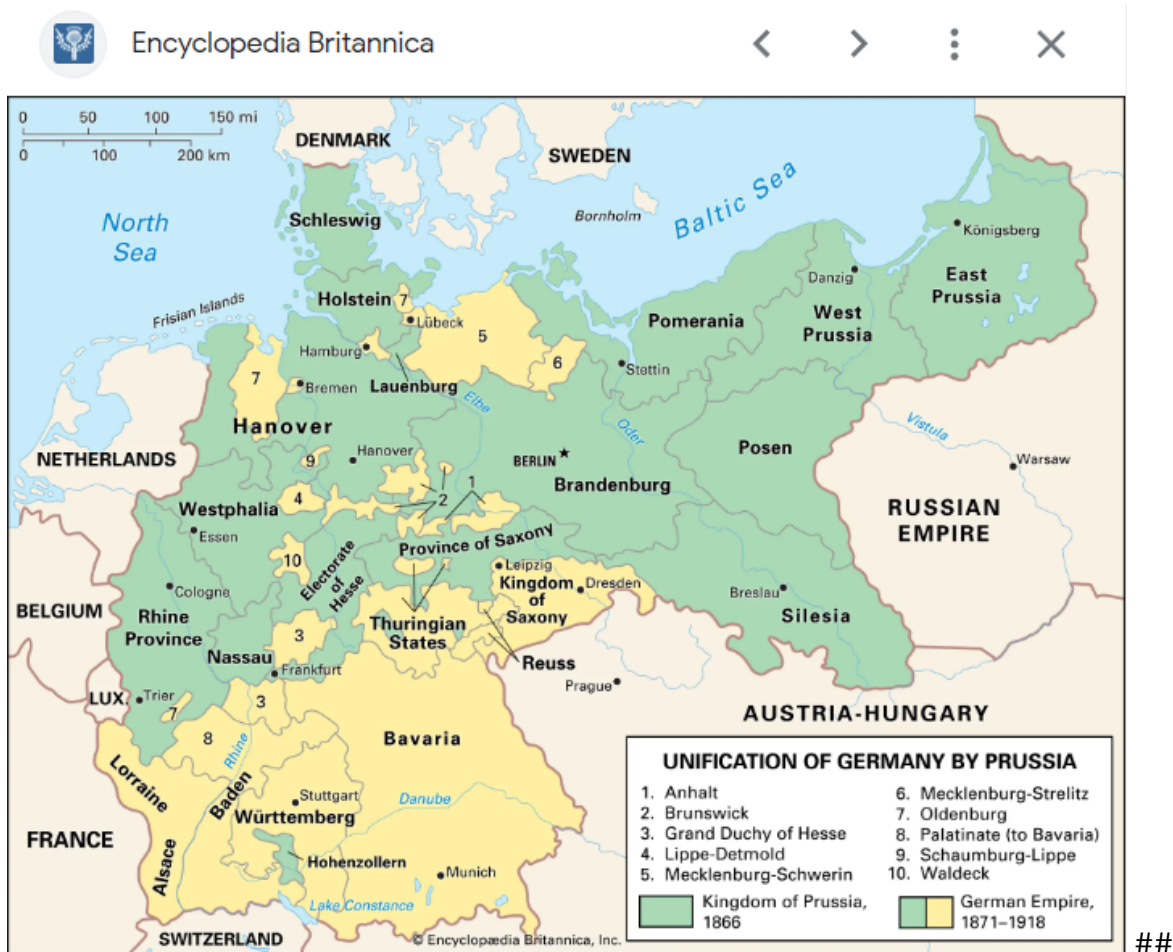 Encyclopedia Britannica
0 50 100 150 mi
0 100 200 km
DENMARK
SWEDEN
North
Sea
Baltic Sea
Bornholm
Schleswig
Königsberg
East
Prussia
Danzig
West
Prussia
Frisian Islands
Holstein
7
Lübeck
5
Pomerania
Hamburg
6
Stettin
7
Bremen
Lauenburg
Elbe
Hanover
Oder
Vistula
NETHERLANDS
9
Hanover
BERLIN
Posen
Warsaw
Brandenburg
4
2
1
Westphalia
RUSSIAN
EMPIRE
Essen
Province of Saxony
10
Electorate
of
Hesse
Leipzig
Kingdom
of
Saxony
Dresden
Cologne
Breslau
Silesia
BELGIUM
Rhine
Province
3
Thuringian
States
Nassau
Frankfurt
Reuss
Prague
LUX.
Trier
7
3
AUSTRIA-HUNGARY
8
Rhine
Bavaria
Lorraine
Baden
Stuttgart
Württemberg
Danube
FRANCE
Alsace
Hohenzollern
Munich
Lake Constance
SWITZERLAND
© Encyclopædia Britannica, Inc.
UNIFICATION OF GERMANY BY PRUSSIA
1. Anhalt
2. Brunswick
3. Grand Duchy of Hesse
4. Lippe-Detmold
5. Mecklenburg-Schwerin
6. Mecklenburg-Strelitz
7. Oldenburg
8. Palatinate (to Bavaria)
9. Schaumburg-Lippe
10. Waldeck
Kingdom of Prussia,
1866
German Empire,
1871–1918
##